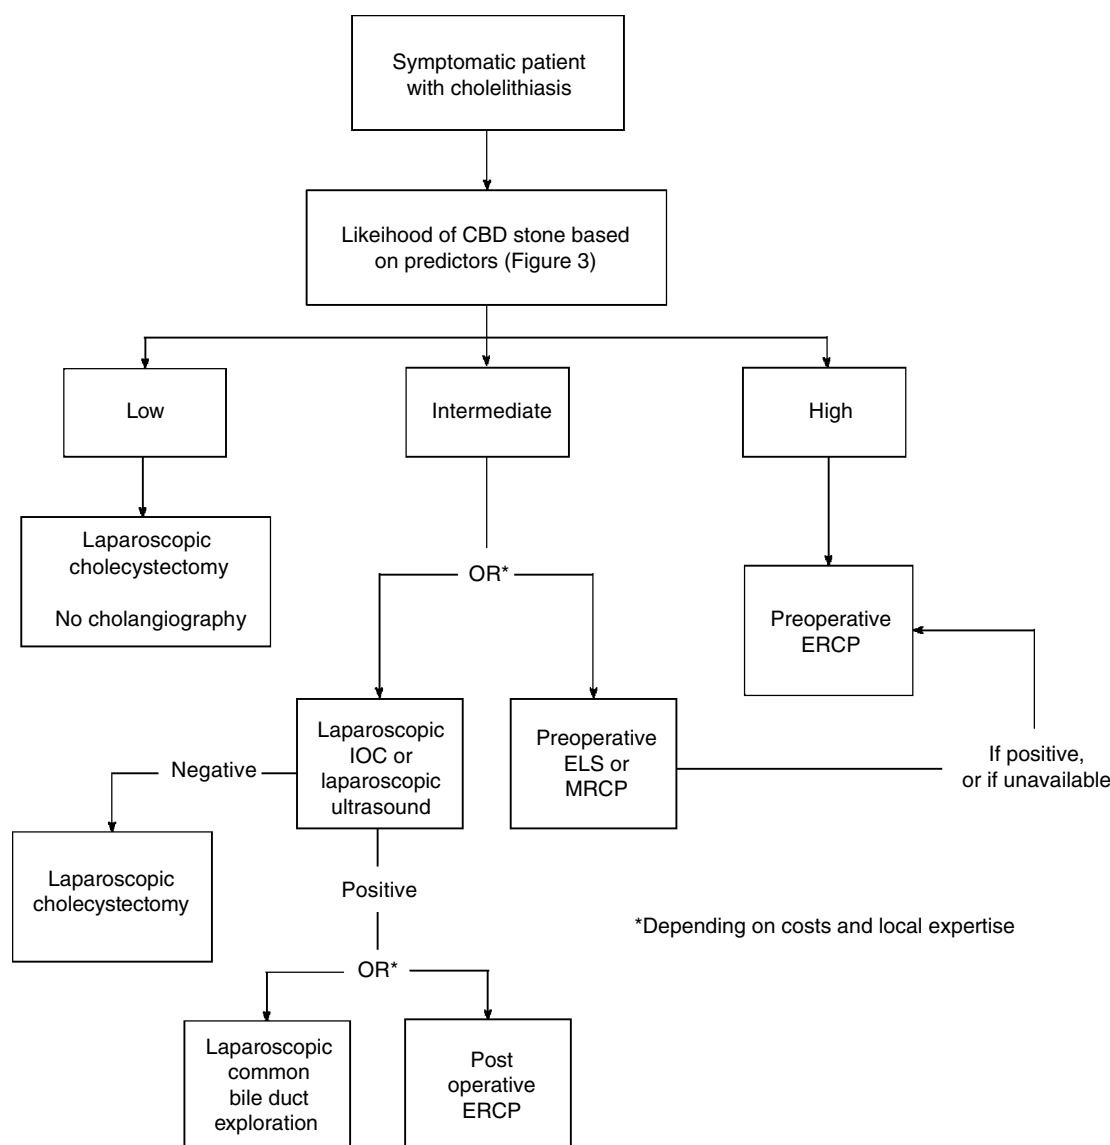 Symptomatic patient
with cholelithiasis
Likeihood of CBD stone based
on predictors (Figure 3)
Low
Intermediate
High
Laparoscopic
cholecystectomy
No cholangiography
OR*
Preoperative
ERCP
Laparoscopic
IOC or
laparoscopic
ultrasound
Preoperative
ELS or
MRCP
If positive,
or if unavailable
Negative
Laparoscopic
cholecystectomy
Positive
*Depending on costs and local expertise
OR*
Laparoscopic
common
bile duct
exploration
Post
operative
ERCP